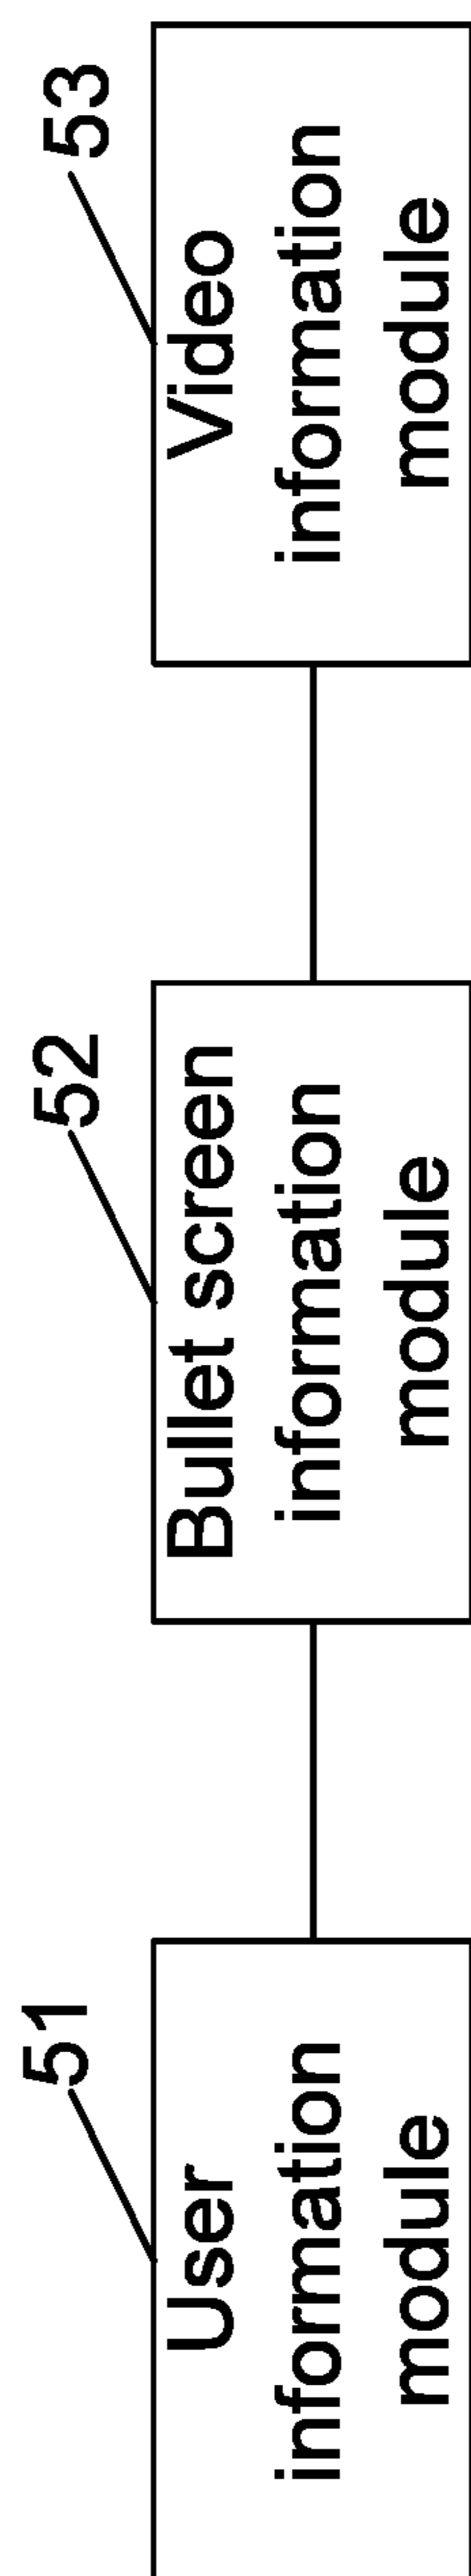 51
User
information
module
52
Bullet screen
information
module
53
Video
information
module